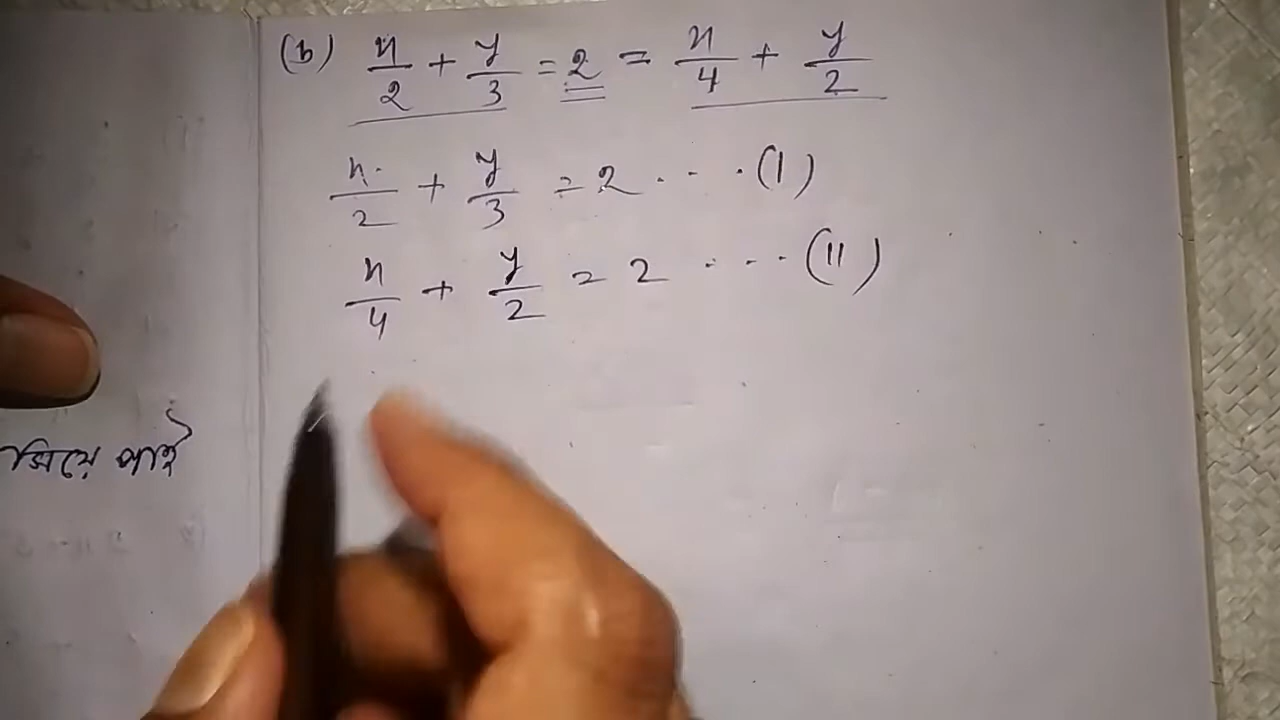 (b) x/2 + y/3 = 2 = x/4 + y/2
x/2 + y/3 = 2 ... (I)
x/4 + y/2 = 2 ... (II)
পাই